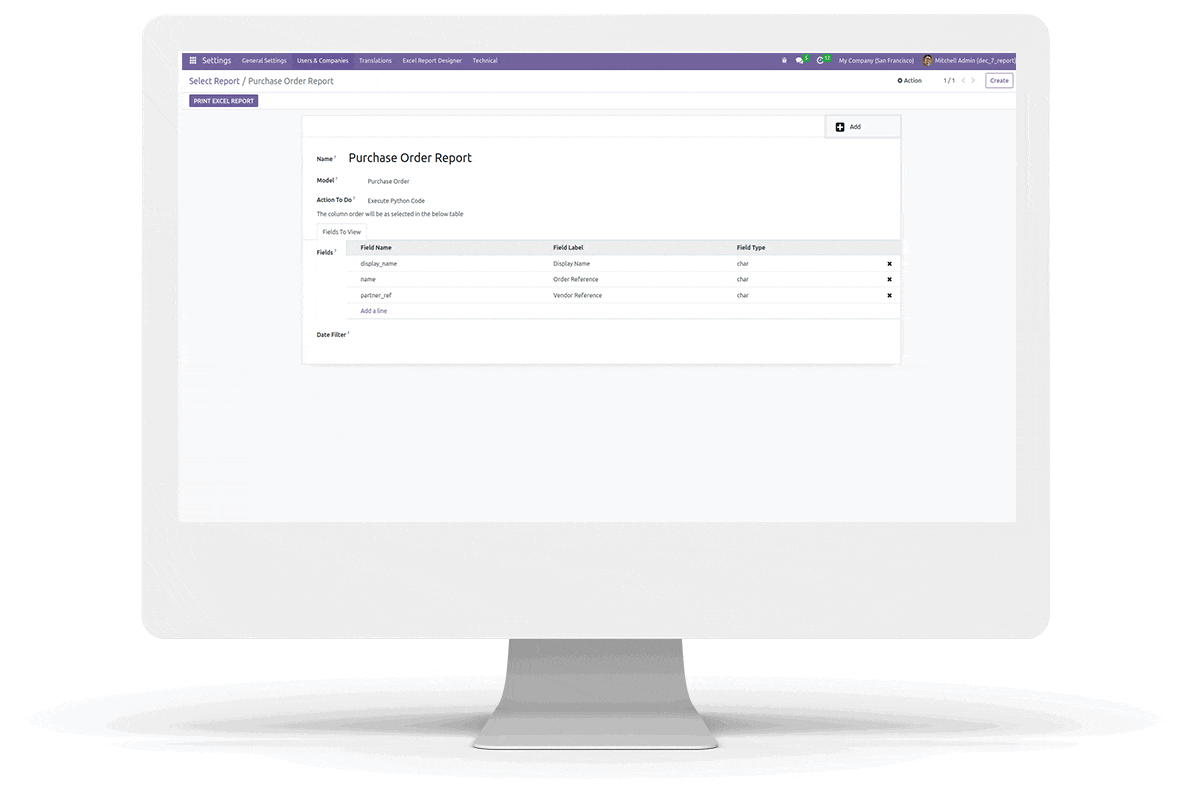 Settings General Settings Users & Companies Translations Excel Report Designer Technical 5 12 My Company (San Francisco) Mitchell Admin (dec_7_report)
Select Report / Purchase Order Report Action 1 / 1 Create
PRINT EXCEL REPORT
Add
Name ? Purchase Order Report
Model ? Purchase Order
Action To Do ? Execute Python Code
The column order will be as selected in the below table
Fields To View
Fields ? Field Name Field Label Field Type
display_name Display Name char
name Order Reference char
partner_ref Vendor Reference char
Add a line
Date Filter ?